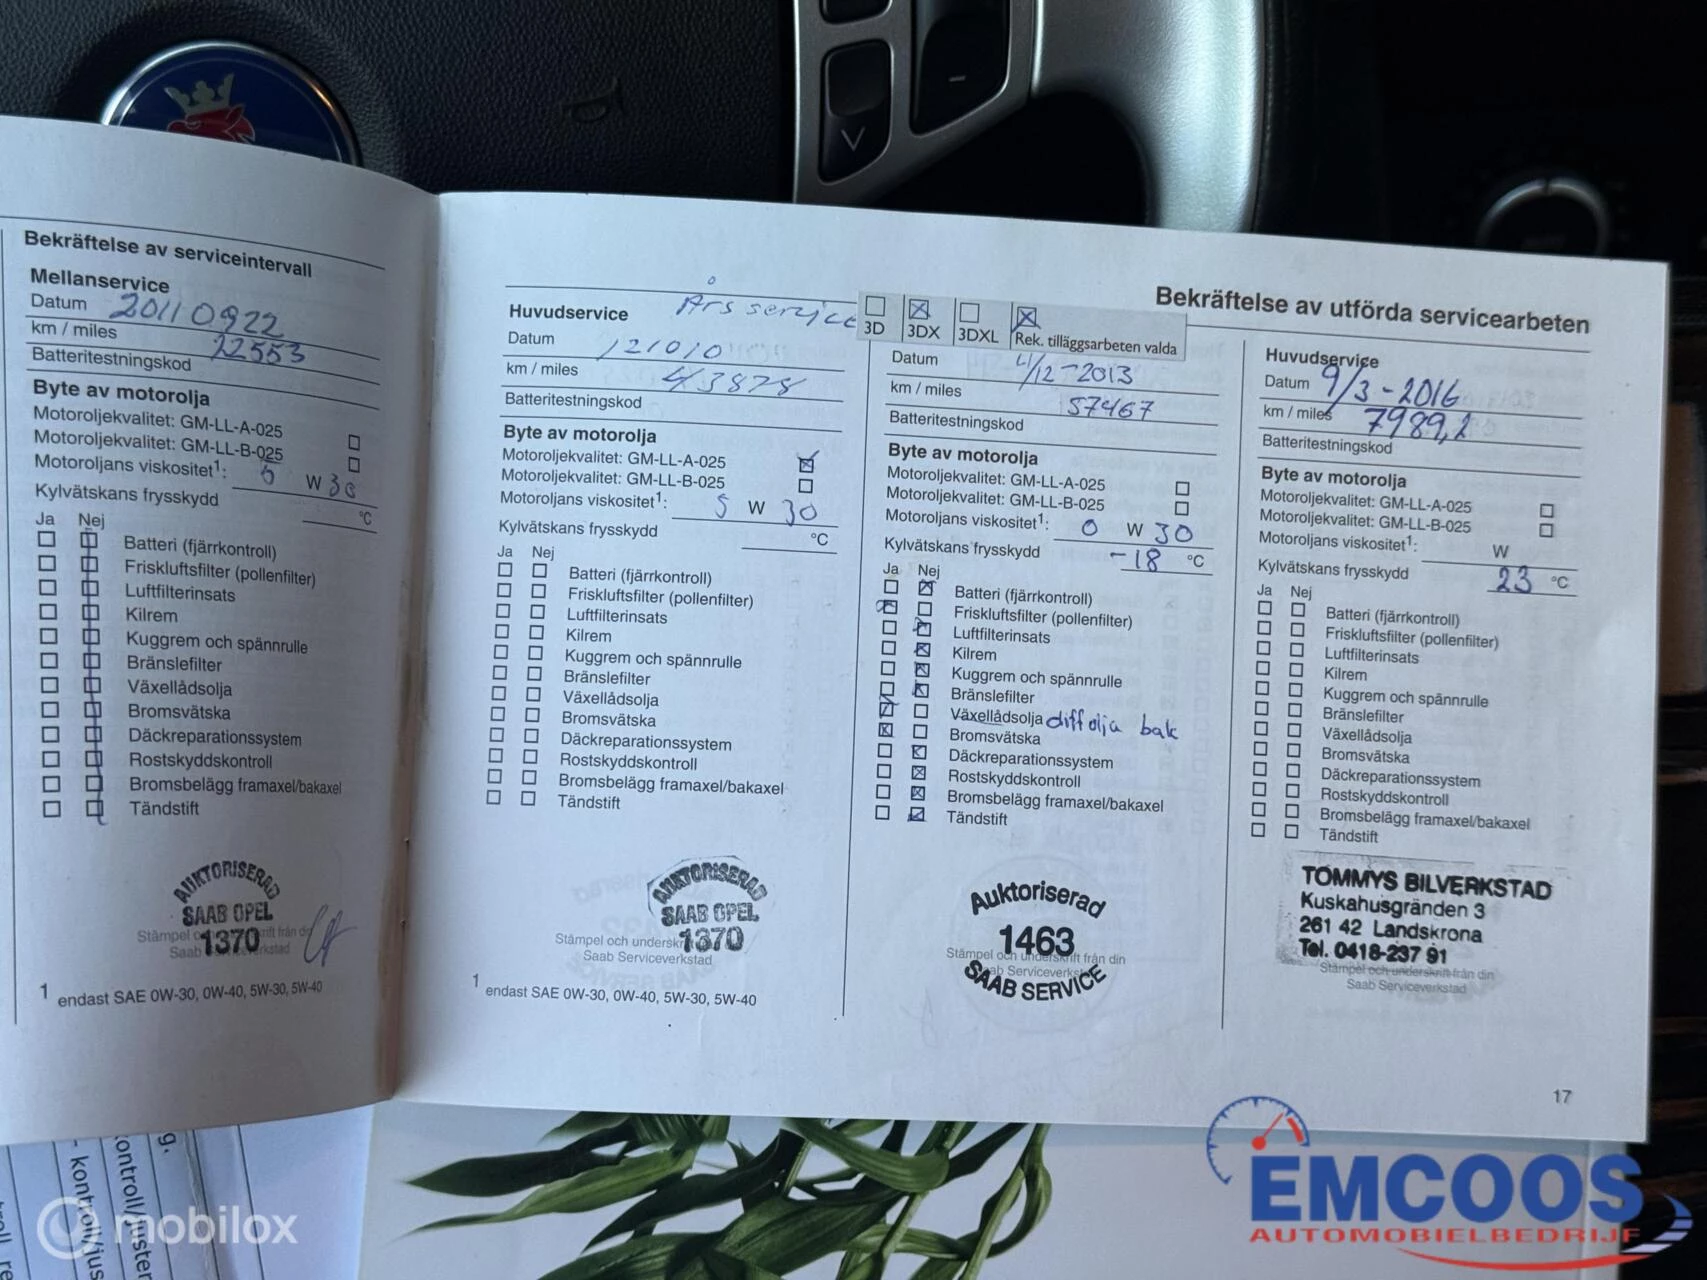 Bekräftelse av serviceintervall
Mellanservice
Datum 20110922
km / miles 22553
Batteritestningskod
Byte av motorolja
Motoroljekvalitet: GM-LL-A-025
Motoroljekvalitet: GM-LL-B-025
Motoroljans viskositet1: 5 W 30
Kylvätskans frysskydd °C
Ja Nej
Batteri (fjärrkontroll)
Friskluftsfilter (pollenfilter)
Luftfilterinsats
Kilrem
Kuggrem och spännrulle
Bränslefilter
Växellådsolja
Bromsvätska
Däckreparationssystem
Rostskyddskontroll
Bromsbelägg framaxel/bakaxel
Tändstift
AUKTORISERAD
SAAB OPEL
1370
1 endast SAE 0W-30, 0W-40, 5W-30, 5W-40
Huvudservice Årsservice
Datum 121010
km / miles 43878
Batteritestningskod
Byte av motorolja
Motoroljekvalitet: GM-LL-A-025
Motoroljekvalitet: GM-LL-B-025
Motoroljans viskositet1: 5 W 30
Kylvätskans frysskydd °C
Ja Nej
Batteri (fjärrkontroll)
Friskluftsfilter (pollenfilter)
Luftfilterinsats
Kilrem
Kuggrem och spännrulle
Bränslefilter
Växellådsolja
Bromsvätska
Däckreparationssystem
Rostskyddskontroll
Bromsbelägg framaxel/bakaxel
Tändstift
AUKTORISERAD
SAAB OPEL
1370
Stämpel och underskr
Saab Serviceverkstad
1 endast SAE 0W-30, 0W-40, 5W-30, 5W-40
Bekräftelse av utförda servicearbeten
3D 3DX 3DXL Rek. tilläggsarbeten valda
Datum 4/12-2013
km / miles 57467
Batteritestningskod
Byte av motorolja
Motoroljekvalitet: GM-LL-A-025
Motoroljekvalitet: GM-LL-B-025
Motoroljans viskositet1: 0 W 30
Kylvätskans frysskydd -18 °C
Ja Nej
Batteri (fjärrkontroll)
Friskluftsfilter (pollenfilter)
Luftfilterinsats
Kilrem
Kuggrem och spännrulle
Bränslefilter
Växellådsolja diffolja bak
Bromsvätska
Däckreparationssystem
Rostskyddskontroll
Bromsbelägg framaxel/bakaxel
Tändstift
Auktoriserad
1463
Stämpel och underskrift från din
SAAB SERVICE
Huvudservice
Datum 9/3-2016
km / miles 7989,2
Batteritestningskod
Byte av motorolja
Motoroljekvalitet: GM-LL-A-025
Motoroljekvalitet: GM-LL-B-025
Motoroljans viskositet1: W
Kylvätskans frysskydd 23 °C
Ja Nej
Batteri (fjärrkontroll)
Friskluftsfilter (pollenfilter)
Luftfilterinsats
Kilrem
Kuggrem och spännrulle
Bränslefilter
Växellådsolja
Bromsvätska
Däckreparationssystem
Rostskyddskontroll
Bromsbelägg framaxel/bakaxel
Tändstift
TOMMYS BILVERKSTAD
Kuskahusgränden 3
261 42 Landskrona
Tel. 0418-237 91
Stämpel och underskrift från din
Saab Serviceverkstad
17
mobilox
EMCOOS
AUTOMOBIELBEDRIJF